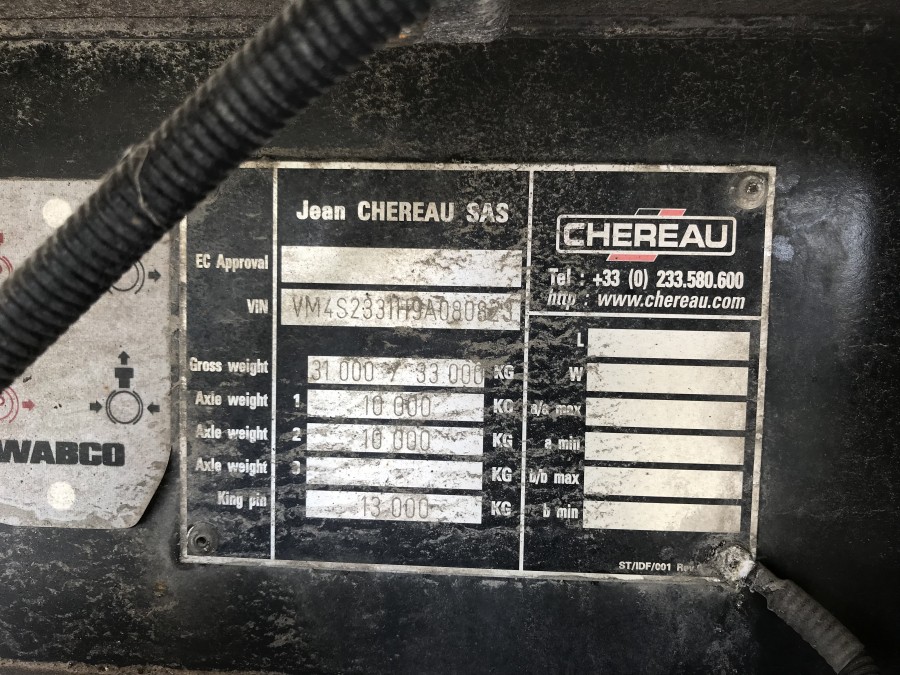 Jean CHEREAU SAS
CHEREAU
Tel : +33 (0) 233.580.600
http : www.chereau.com
EC Approval
VIN
Gross weight 31 000 / 33 000 KG
Axle weight 1 10 000 KG
Axle weight 2 10 000 KG
Axle weight 3 KG
King pin 13 000 KG
L
W
a/a max
a min
b/b max
b min
ST/IDF/001 Rev
WABCO